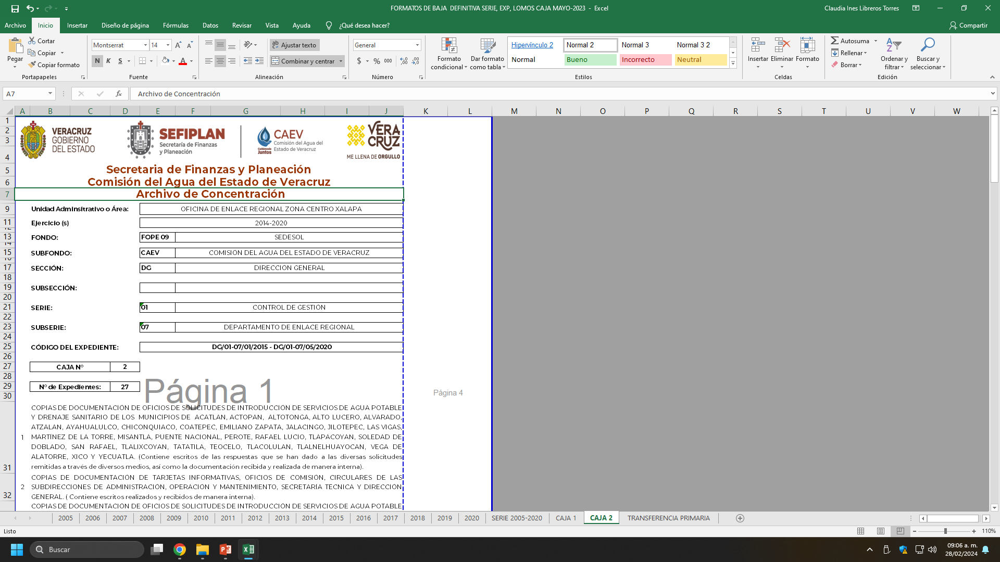 FORMATOS DE BAJA  DEFINITIVA SERIE, EXP, LOMOS CAJA MAYO-2023  -  Excel
Claudia Ines Libreros Torres
Archivo
Inicio
Insertar
Diseño de página
Fórmulas
Datos
Revisar
Vista
Ayuda
¿Qué desea hacer?
Compartir
Pegar
Cortar
Copiar
Copiar formato
Portapapeles
Montserrat
14
N K S
Fuente
Ajustar texto
Combinar y centrar
Alineación
General
$ % 000
Número
Formato condicional
Dar formato como tabla
Hipervínculo 2
Normal 2
Normal 3
Normal 3 2
Normal
Bueno
Incorrecto
Neutral
Estilos
Insertar
Eliminar
Formato
Celdas
Autosuma
Rellenar
Borrar
Ordenar y filtrar
Buscar y seleccionar
Edición
A7
fx
Archivo de Concentración
A B C D E F G H I J K L M N O P Q R S T U V W
1
2
3
4
5
6
7
9
11
12
13
14
15
16
17
18
19
20
21
22
23
24
25
26
27
28
29
30
31
32
VERACRUZ
GOBIERNO
DEL ESTADO
SEFIPLAN
Secretaría de Finanzas
y Planeación
CAEV
Comisión del Agua del
Estado de Veracruz
Cuidémosla
Juntos
VERA
CRUZ
ME LLENA DE ORGULLO
Secretaria de Finanzas y Planeación
Comisión del Agua del Estado de Veracruz
Archivo de Concentración
Unidad Adminsitrativo o Área: OFICINA DE ENLACE REGIONAL ZONA CENTRO XALAPA
Ejercicio (s) 2014-2020
FONDO: FOPE 09 SEDESOL
SUBFONDO: CAEV COMISIÓN DEL AGUA DEL ESTADO DE VERACRUZ
SECCIÓN: DG DIRECCIÓN GENERAL
SUBSECCIÓN:
SERIE: 01 CONTROL DE GESTIÓN
SUBSERIE: 07 DEPARTAMENTO DE ENLACE REGIONAL
CÓDIGO DEL EXPEDIENTE: DG/01-07/01/2015 - DG/01-07/05/2020
CAJA N° 2
N° de Expedientes: 27
Página 1
Página 4
1
COPIAS DE DOCUMENTACIÓN DE OFICIOS DE SOLICITUDES DE INTRODUCCIÓN DE SERVICIOS DE AGUA POTABLE
Y DRENAJE SANITARIO DE LOS  MUNICIPIOS DE  ACATLAN, ACTOPAN,  ALTOTONGA, ALTO LUCERO, ALVARADO,
ATZALAN, AYAHUALULCO, CHICONQUIACO, COATEPEC, EMILIANO ZAPATA, JALACINGO, JILOTEPEC, LAS VIGAS,
MARTÍNEZ DE LA TORRE, MISANTLA, PUENTE NACIONAL, PEROTE, RAFAEL LUCIO, TLAPACOYAN, SOLEDAD DE
DOBLADO, SAN RAFAEL, TLALIXCOYAN, TATATILA, TEOCELO, TLACOLULAN, TLALNELHUAYOCAN, VEGA DE
ALATORRE, XICO Y YECUATLA. (Contiene escritos de las respuestas que se han dado a las diversas solicitudes
remitidas a través de diversos medios, así como la documentación recibida y realizada de manera interna).
2
COPIAS DE DOCUMENTACIÓN DE TARJETAS INFORMATIVAS, OFICIOS DE COMISIÓN, CIRCULARES DE LAS
SUBDIRECCIONES DE ADMINISTRACIÓN, OPERACIÓN Y MANTENIMIENTO, SECRETARÍA TÉCNICA Y DIRECCIÓN
GENERAL. ( Contiene escritos realizados y recibidos de manera interna).
COPIAS DE DOCUMENTACIÓN DE OFICIOS DE SOLICITUDES DE INTRODUCCIÓN DE SERVICIOS DE AGUA POTABLE
2005 2006 2007 2008 2009 2010 2011 2012 2013 2014 2015 2016 2017 2018 2019 2020 SERIE 2005-2020 CAJA 1 CAJA 2 TRANSFERENCIA PRIMARIA
Listo
110%
Buscar
09:06 a. m.
28/02/2024